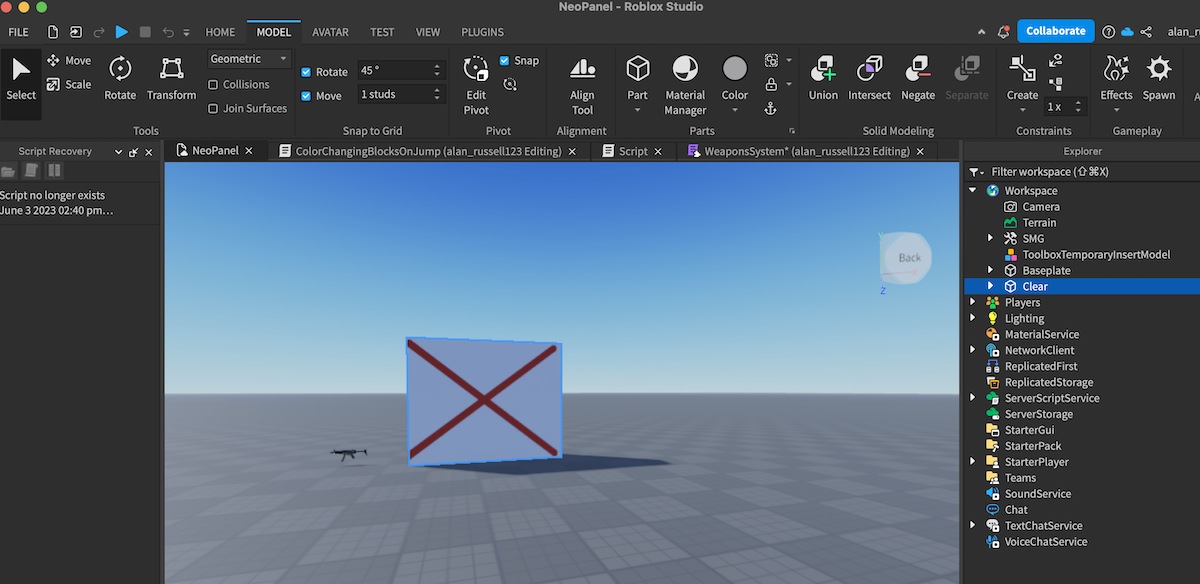 NeoPanel - Roblox Studio
FILE HOME MODEL AVATAR TEST VIEW PLUGINS Collaborate
Select Move Scale Rotate Transform Geometric Collisions Join Surfaces
Tools
Rotate 45 °
Move 1 studs
Snap to Grid
Edit Pivot Snap
Pivot
Align Tool
Alignment
Part Material Manager Color
Parts
Union Intersect Negate Separate
Solid Modeling
Create 1 x
Constraints
Effects Spawn
Gameplay
Script Recovery
Script no longer exists
June 3 2023 02:40 pm…
NeoPanel ColorChangingBlocksOnJump (alan_russell123 Editing) Script WeaponsSystem* (alan_russell123 Editing)
Back
Y
Z
Explorer
Filter workspace (⇧⌘X)
Workspace
Camera
Terrain
SMG
ToolboxTemporaryInsertModel
Baseplate
Clear
Players
Lighting
MaterialService
NetworkClient
ReplicatedFirst
ReplicatedStorage
ServerScriptService
ServerStorage
StarterGui
StarterPack
StarterPlayer
Teams
SoundService
Chat
TextChatService
VoiceChatService